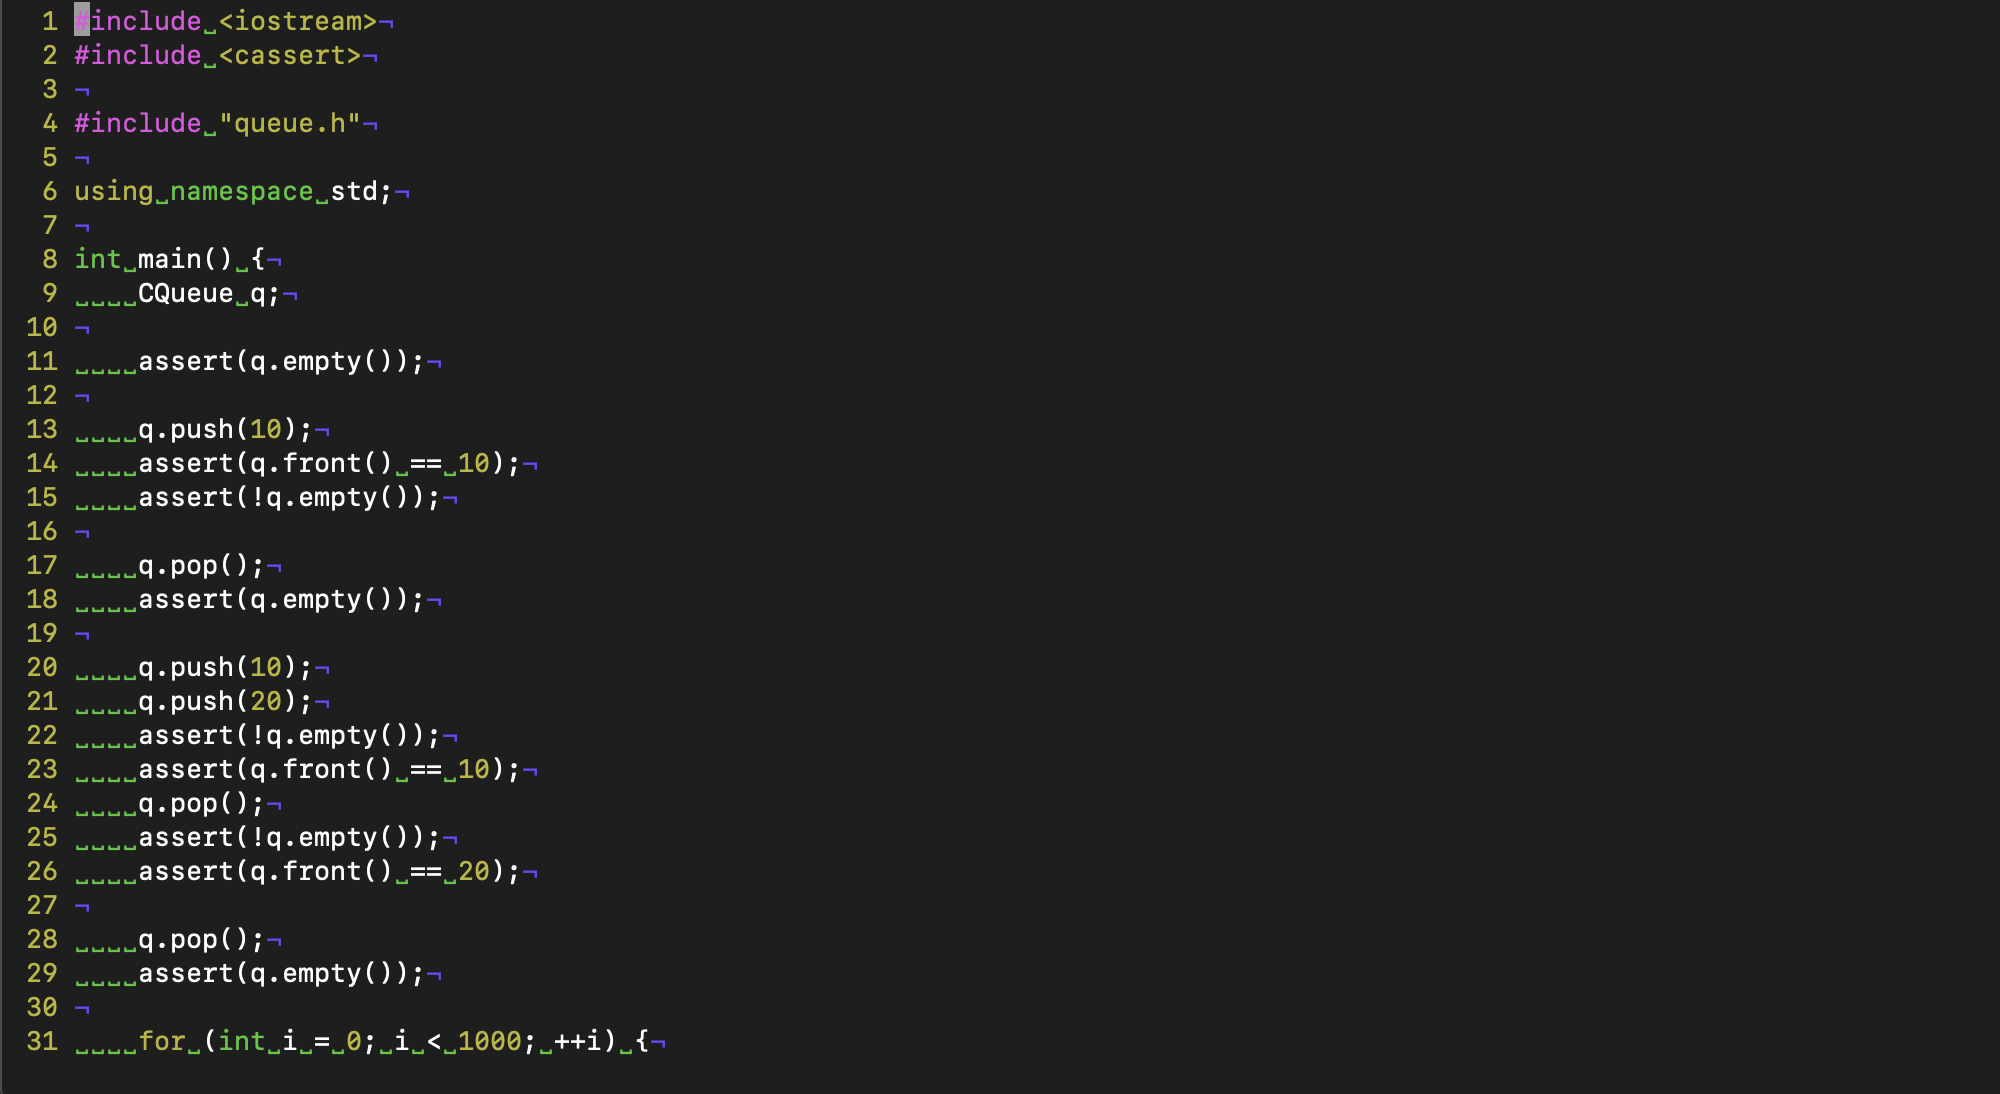 1 #include␣<iostream>¬
2 #include␣<cassert>¬
3 ¬
4 #include␣"queue.h"¬
5 ¬
6 using␣namespace␣std;¬
7 ¬
8 int␣main()␣{¬
9 ␣␣␣␣CQueue␣q;¬
10 ¬
11 ␣␣␣␣assert(q.empty());¬
12 ¬
13 ␣␣␣␣q.push(10);¬
14 ␣␣␣␣assert(q.front()␣==␣10);¬
15 ␣␣␣␣assert(!q.empty());¬
16 ¬
17 ␣␣␣␣q.pop();¬
18 ␣␣␣␣assert(q.empty());¬
19 ¬
20 ␣␣␣␣q.push(10);¬
21 ␣␣␣␣q.push(20);¬
22 ␣␣␣␣assert(!q.empty());¬
23 ␣␣␣␣assert(q.front()␣==␣10);¬
24 ␣␣␣␣q.pop();¬
25 ␣␣␣␣assert(!q.empty());¬
26 ␣␣␣␣assert(q.front()␣==␣20);¬
27 ¬
28 ␣␣␣␣q.pop();¬
29 ␣␣␣␣assert(q.empty());¬
30 ¬
31 ␣␣␣␣for␣(int␣i␣=␣0;␣i␣<␣1000;␣++i)␣{¬